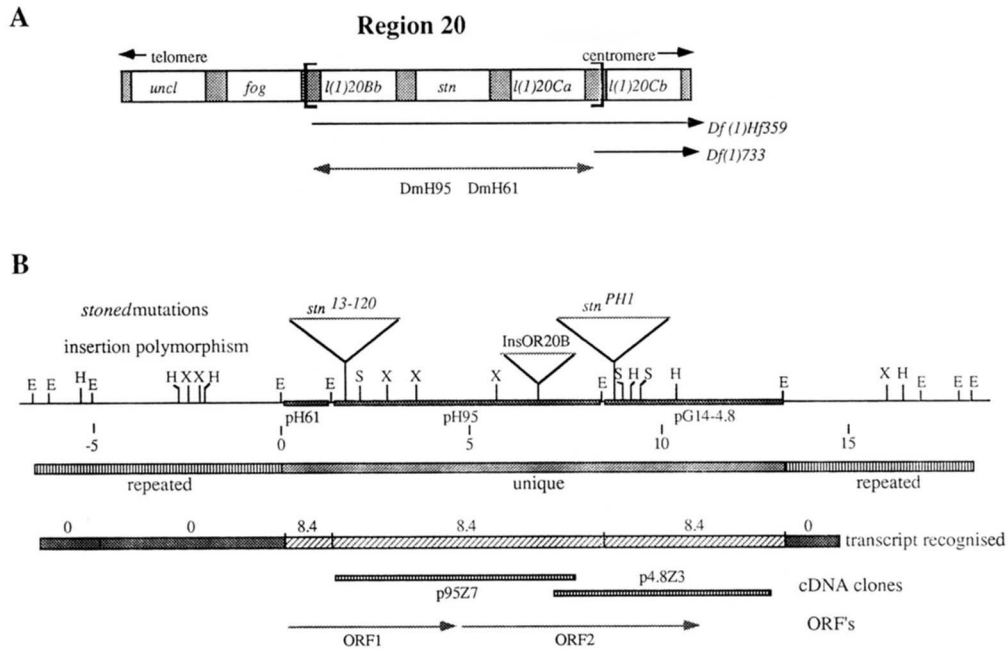 A
Region 20
telomere
centromere
uncl fog l(1)20Bb stn l(1)20Ca l(1)20Cb
Df (1)Hf359
Df(1)733
DmH95 DmH61
B
stoned mutations
stn 13-120
stn PH1
insertion polymorphism
InsOR20B
E E H E H X X H E E S X X X E S H S H E X H E E E
pH61 pH95 pG14-4.8
-5 0 5 10 15
repeated unique repeated
0 0 8.4 8.4 8.4 0
transcript recognised
p95Z7 p4.8Z3 cDNA clones
ORF1 ORF2 ORF's